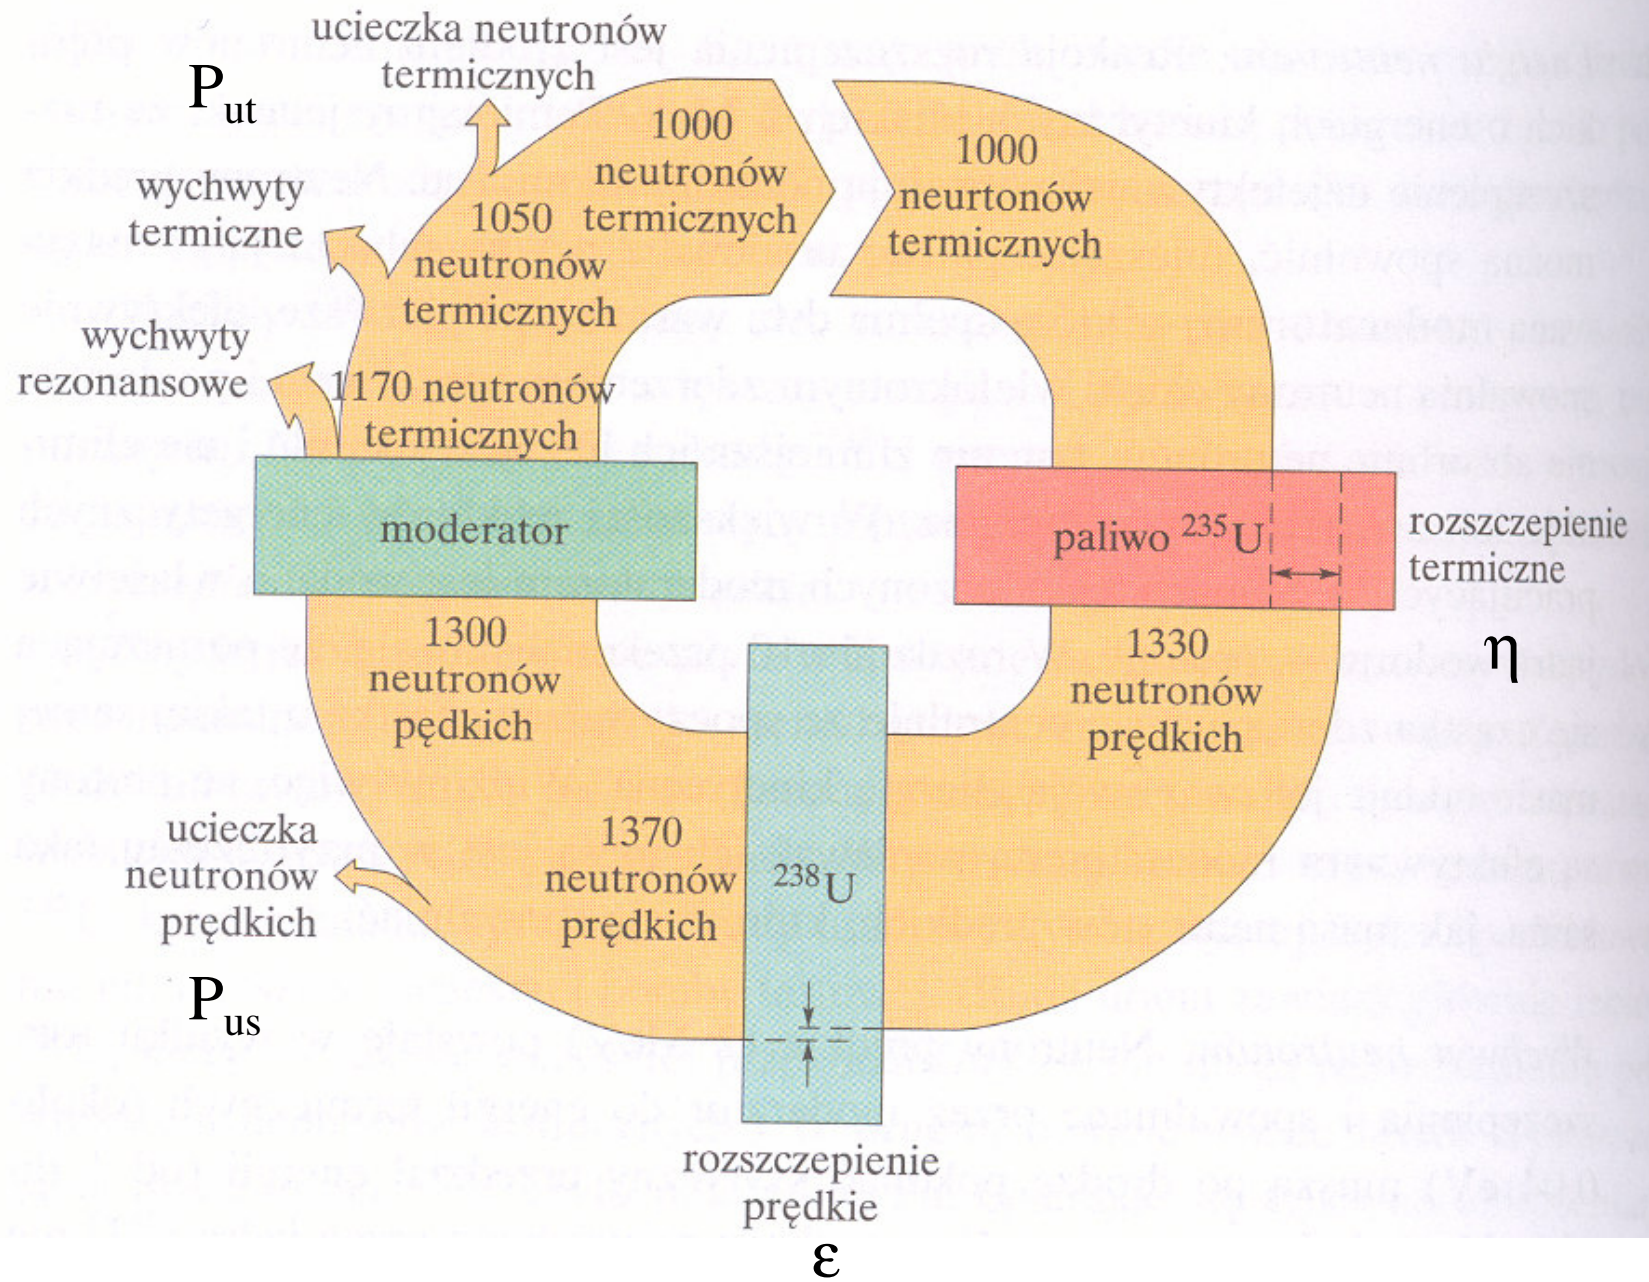 ucieczka neutronów
termicznych
P ut
wychwyty
termiczne
wychwyty
rezonansowe
1000
neutronów
termicznych
1050
neutronów
termicznych
1170 neutronów
termicznych
moderator
1300
neutronów
pędkich
ucieczka
neutronów
prędkich
P us
1370
neutronów
prędkich
238U
rozszczepienie
prędkie
ε
1000
neurtonów
termicznych
paliwo 235U
rozszczepienie
termiczne
η
1330
neutronów
prędkich